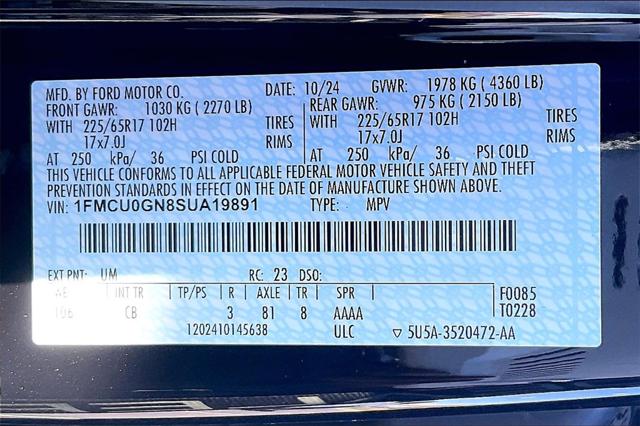 MFD. BY FORD MOTOR CO. DATE: 10/24 GVWR: 1978 KG ( 4360 LB)
FRONT GAWR: 1030 KG ( 2270 LB) REAR GAWR: 975 KG ( 2150 LB)
WITH 225/65R17 102H TIRES WITH 225/65R17 102H TIRES
17x7.0J RIMS 17x7.0J RIMS
AT 250 kPa/ 36 PSI COLD AT 250 kPa/ 36 PSI COLD
THIS VEHICLE CONFORMS TO ALL APPLICABLE FEDERAL MOTOR VEHICLE SAFETY AND THEFT
PREVENTION STANDARDS IN EFFECT ON THE DATE OF MANUFACTURE SHOWN ABOVE.
VIN: 1FMCU0GN8SUA19891 TYPE: MPV
EXT PNT: UM RC: 23 DSO:
WB INT TR TP/PS R AXLE TR SPR F0085
106 CB 3 81 8 AAAA T0228
1202410145638 ULC ▽ 5U5A-3520472-AA